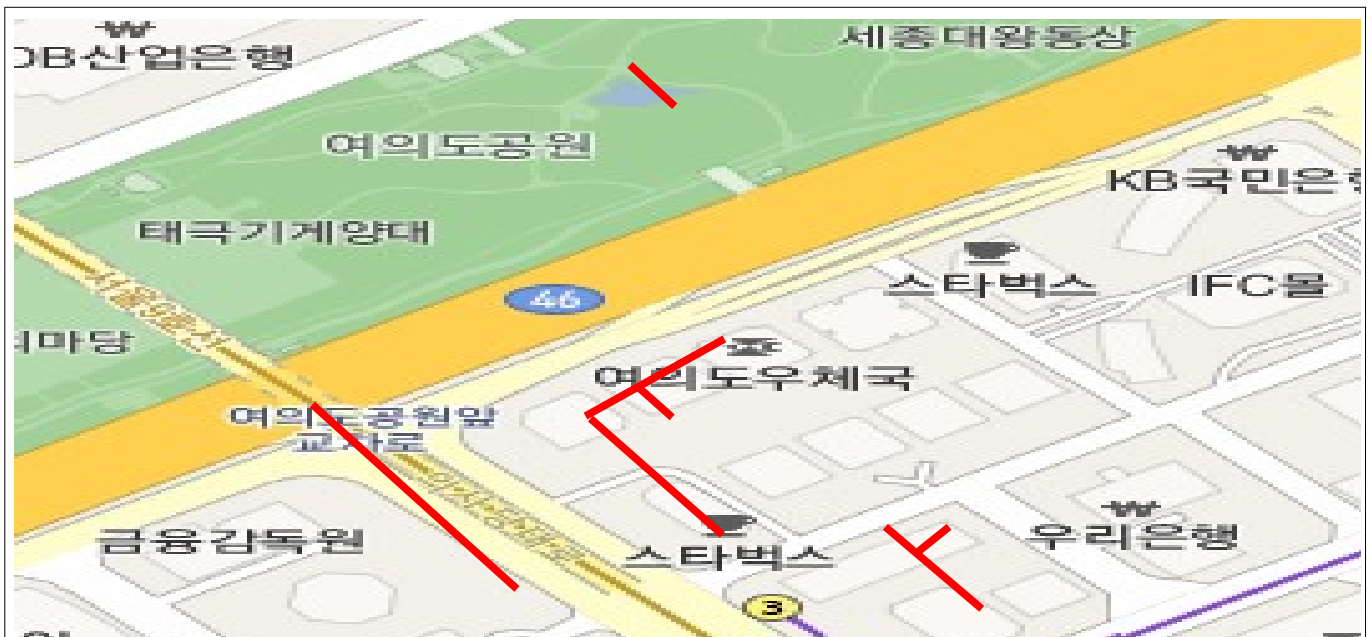 세종대왕동상
DB산업은행
여의도공원
KB국민은행
태극기계양대
스타벅스
IFC몰
46
여의도우체국
여의도공원앞
교차로
금융감독원
우리은행
스타벅스
3